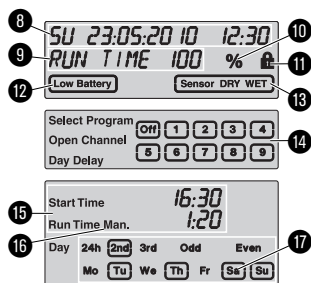 8 SU 23:05:2010 12:30 10
9 RUN TIME 100 % 11
12 Low Battery Sensor DRY WET 13
Select Program Off 1 2 3 4
Open Channel 14
Day Delay 5 6 7 8 9
15 Start Time 16:30
Run Time Man. 1:20
16 Day 24h 2nd 3rd Odd Even 17
Mo Tu We Th Fr Sa Su